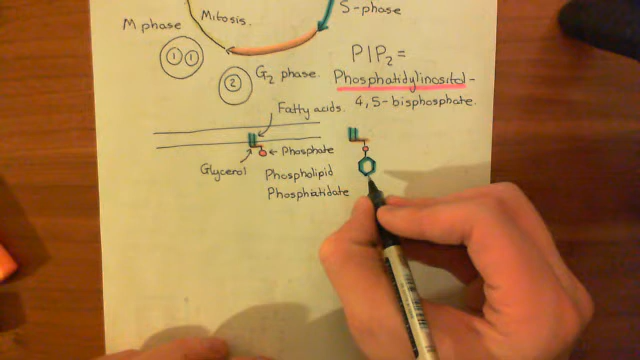 S-phase
Mitosis.
M phase
1 1
2
G2 phase.
PIP2 =
Phosphatidylinositol-
4,5-bisphosphate.
Fatty acids.
Phosphate
Glycerol
Phospholipid
Phosphatidate